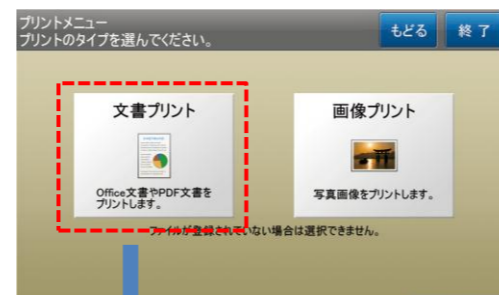 プリントメニュー
プリントのタイプを選んでください。
もどる
終了
文書プリント
Office文書やPDF文書を
プリントします。
画像プリント
写真画像をプリントします。
ファイルが登録されていない場合は選択できません。